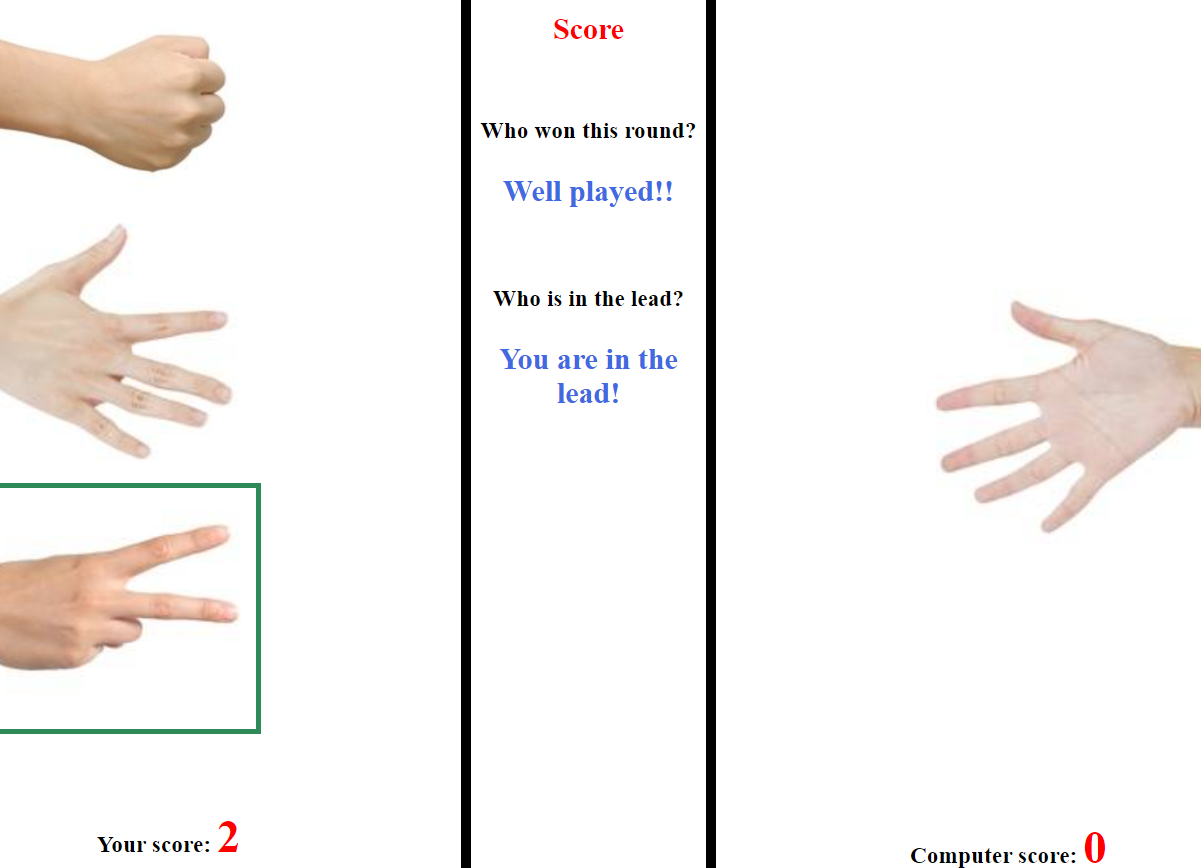 Score
Who won this round?
Well played!!
Who is in the lead?
You are in the
lead!
Your score: 2
Computer score: 0